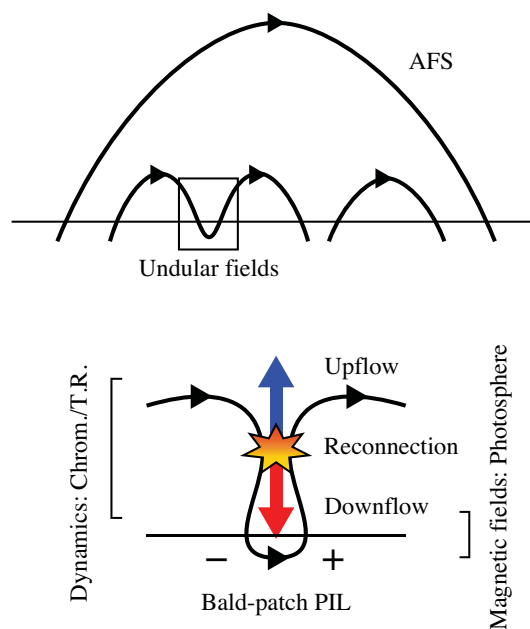 AFS
Undular fields
Dynamics: Chrom./T.R.
Upflow
Reconnection
Downflow
Magnetic fields: Photosphere
− +
Bald-patch PIL